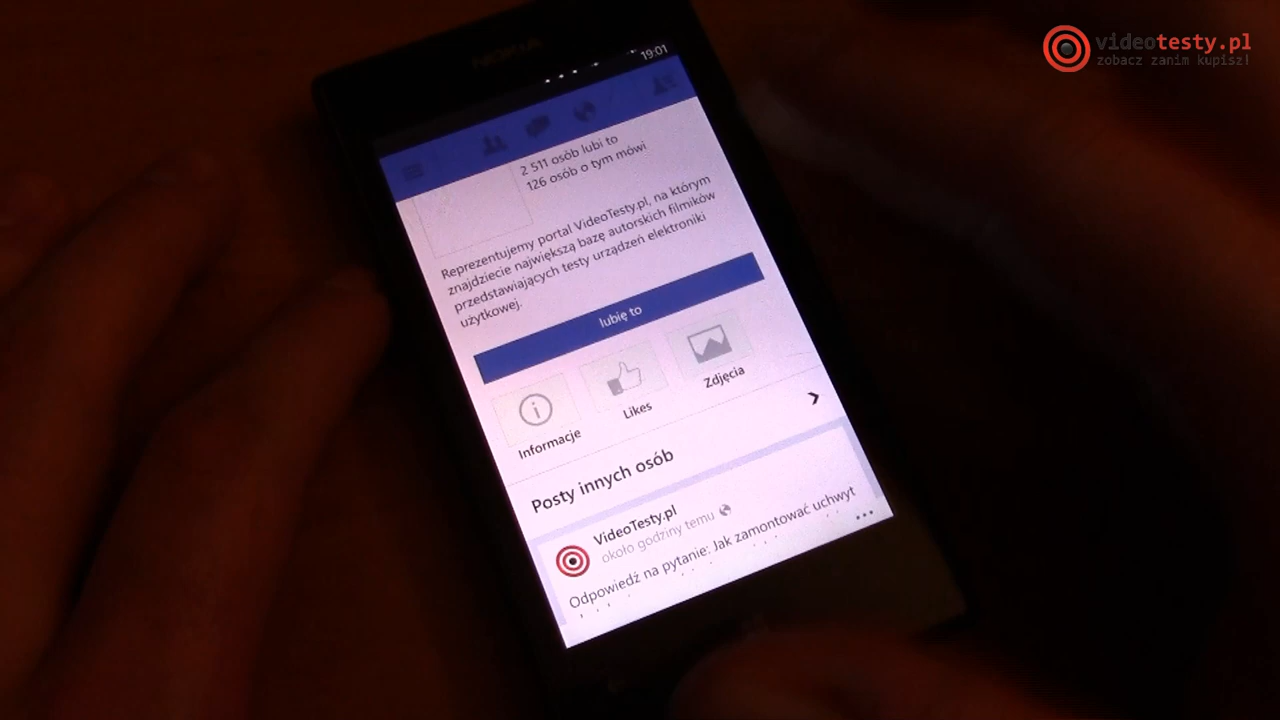 videotesty.pl
zobacz zanim kupisz!
NOKIA
19:01
2 511 osób lubi to
126 osób o tym mówi
Reprezentujemy portal VideoTesty.pl, na którym
znajdziecie największą bazę autorskich filmików
przedstawiających testy urządzeń elektroniki
użytkowej.
lubię to
Informacje
Likes
Zdjęcia
Posty innych osób
VideoTesty.pl
około godziny temu
Odpowiedź na pytanie: Jak zamontować uchwyt